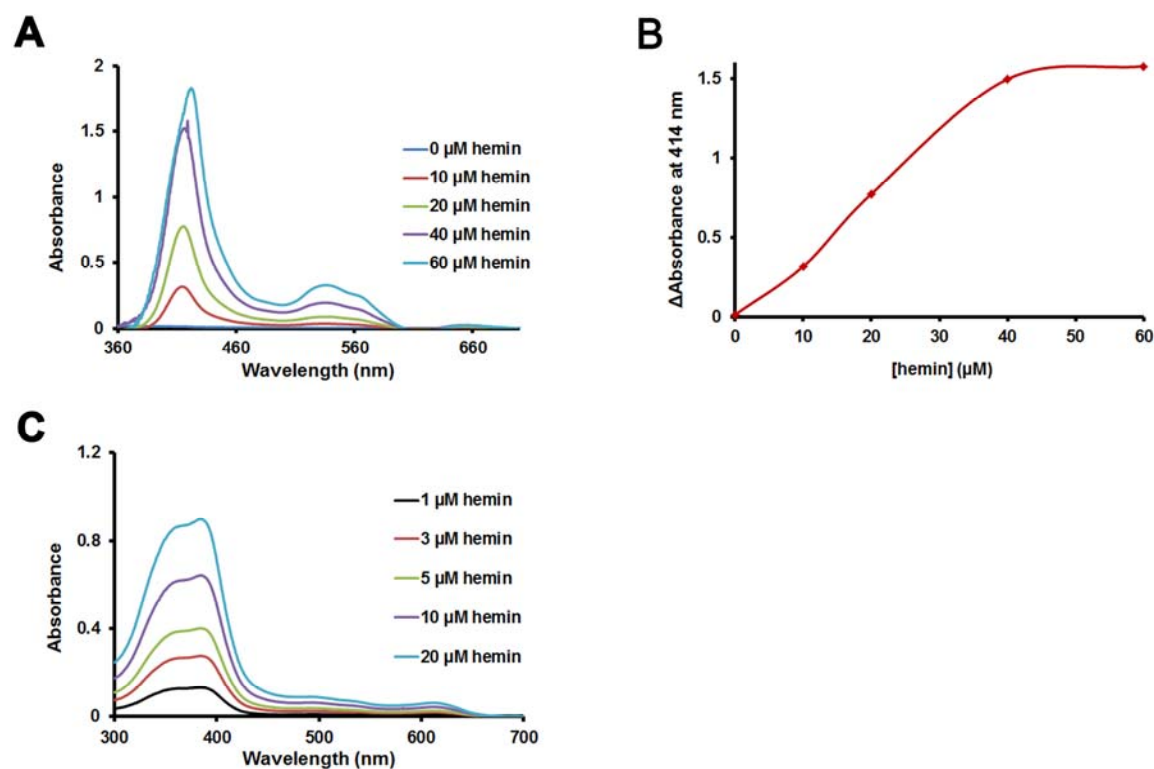 A
Absorbance
2
1.5
1
0.5
0
360
460
560
660
Wavelength (nm)
0 µM hemin
10 µM hemin
20 µM hemin
40 µM hemin
60 µM hemin
B
ΔAbsorbance at 414 nm
1.5
1
0.5
0
0
10
20
30
40
50
60
[hemin] (µM)
C
Absorbance
1.2
0.8
0.4
0
300
400
500
600
700
Wavelength (nm)
1 µM hemin
3 µM hemin
5 µM hemin
10 µM hemin
20 µM hemin